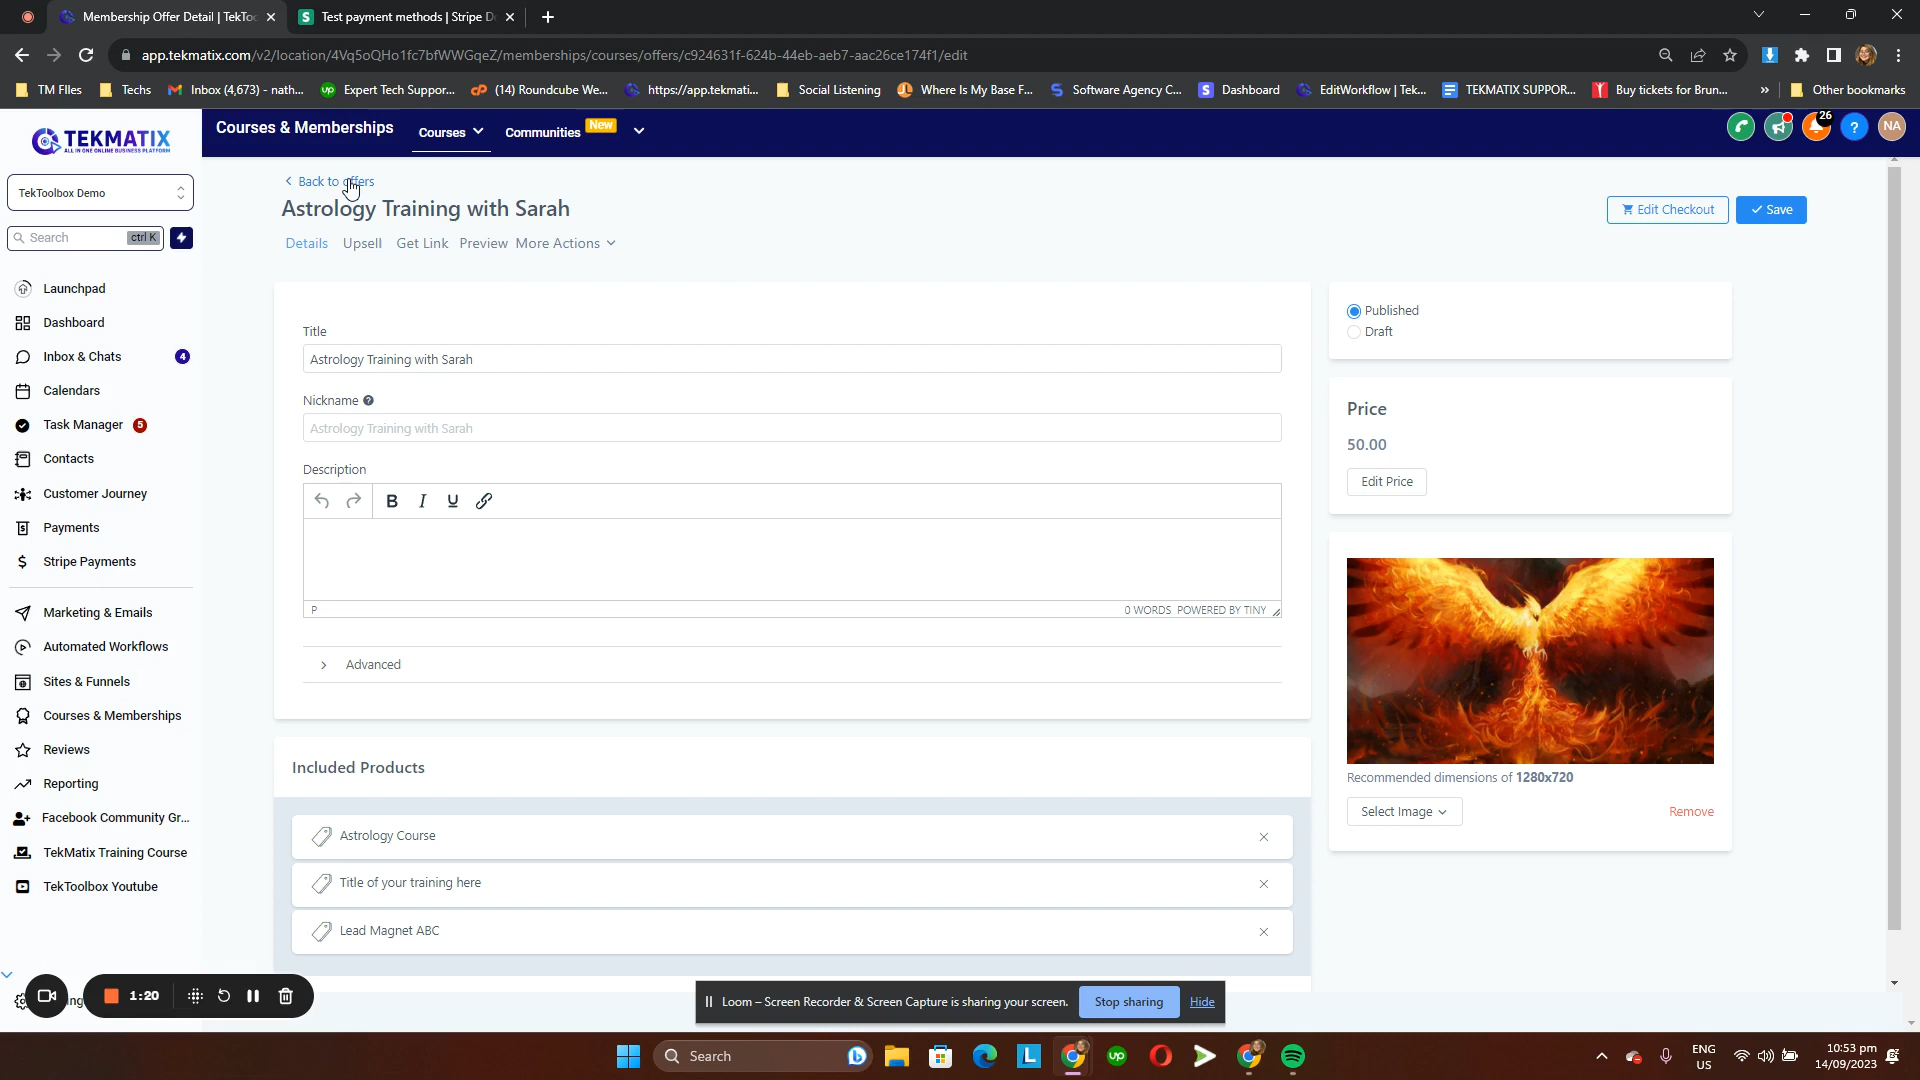 Membership Offer Detail | TekTo
Test payment methods | Stripe D
app.tekmatix.com/v2/location/4Vq5oQHo1fc7bfWWGqeZ/memberships/courses/offers/c924631f-624b-44eb-aeb7-aac26ce174f1/edit
TM FIles
Techs
Inbox (4,673) - nath...
Expert Tech Suppor...
(14) Roundcube We...
https://app.tekmati...
Social Listening
Where Is My Base F...
Software Agency C...
Dashboard
EditWorkflow | Tek...
TEKMATIX SUPPOR...
Buy tickets for Brun...
»
Other bookmarks
TEKMATIX
ALL IN ONE ONLINE BUSINESS PLATFORM
Courses & Memberships
Courses
Communities
New
26
?
NA
TekToolbox Demo
Search
ctrl K
Launchpad
Dashboard
Inbox & Chats
4
Calendars
Task Manager
5
Contacts
Customer Journey
Payments
Stripe Payments
Marketing & Emails
Automated Workflows
Sites & Funnels
Courses & Memberships
Reviews
Reporting
Facebook Community Gr...
TekMatix Training Course
TekToolbox Youtube
Back to offers
Astrology Training with Sarah
Edit Checkout
Save
Details
Upsell
Get Link
Preview
More Actions
Title
Astrology Training with Sarah
Nickname
Astrology Training with Sarah
Description
B I U
P
0 WORDS POWERED BY TINY
Advanced
Included Products
Astrology Course
Title of your training here
Lead Magnet ABC
Published
Draft
Price
50.00
Edit Price
Recommended dimensions of 1280x720
Select Image
Remove
1:20
Loom – Screen Recorder & Screen Capture is sharing your screen.
Stop sharing
Hide
Search
ENG
US
10:53 pm
14/09/2023